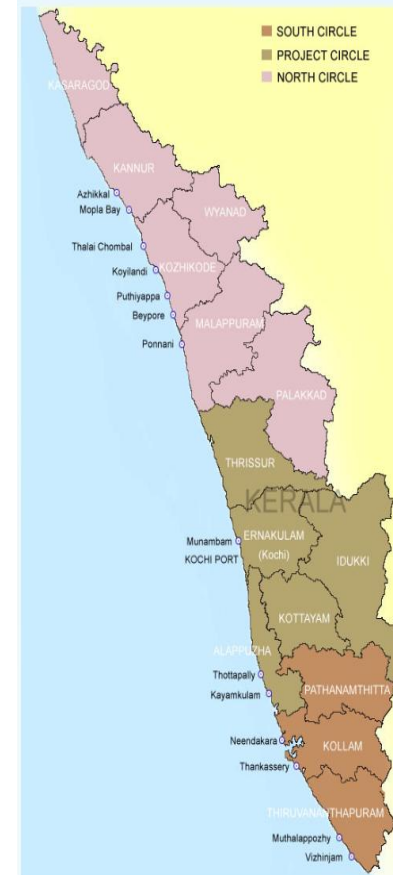 SOUTH CIRCLE
PROJECT CIRCLE
NORTH CIRCLE
KASARAGOD
KANNUR
Azhikkal
Mopla Bay
WYANAD
Thalai Chombal
KOZHIKODE
Koyilandi
Puthiyappa
Beypore
MALAPPURAM
Ponnani
PALAKKAD
THRISSUR
KERALA
ERNAKULAM
(Kochi)
Munambam
KOCHI PORT
IDUKKI
KOTTAYAM
ALAPPUZHA
Thottapally
PATHANAMTHITTA
Kayamkulam
Neendakara
KOLLAM
Thankassery
THIRUVANANTHAPURAM
Muthalappozhy
Vizhinjam